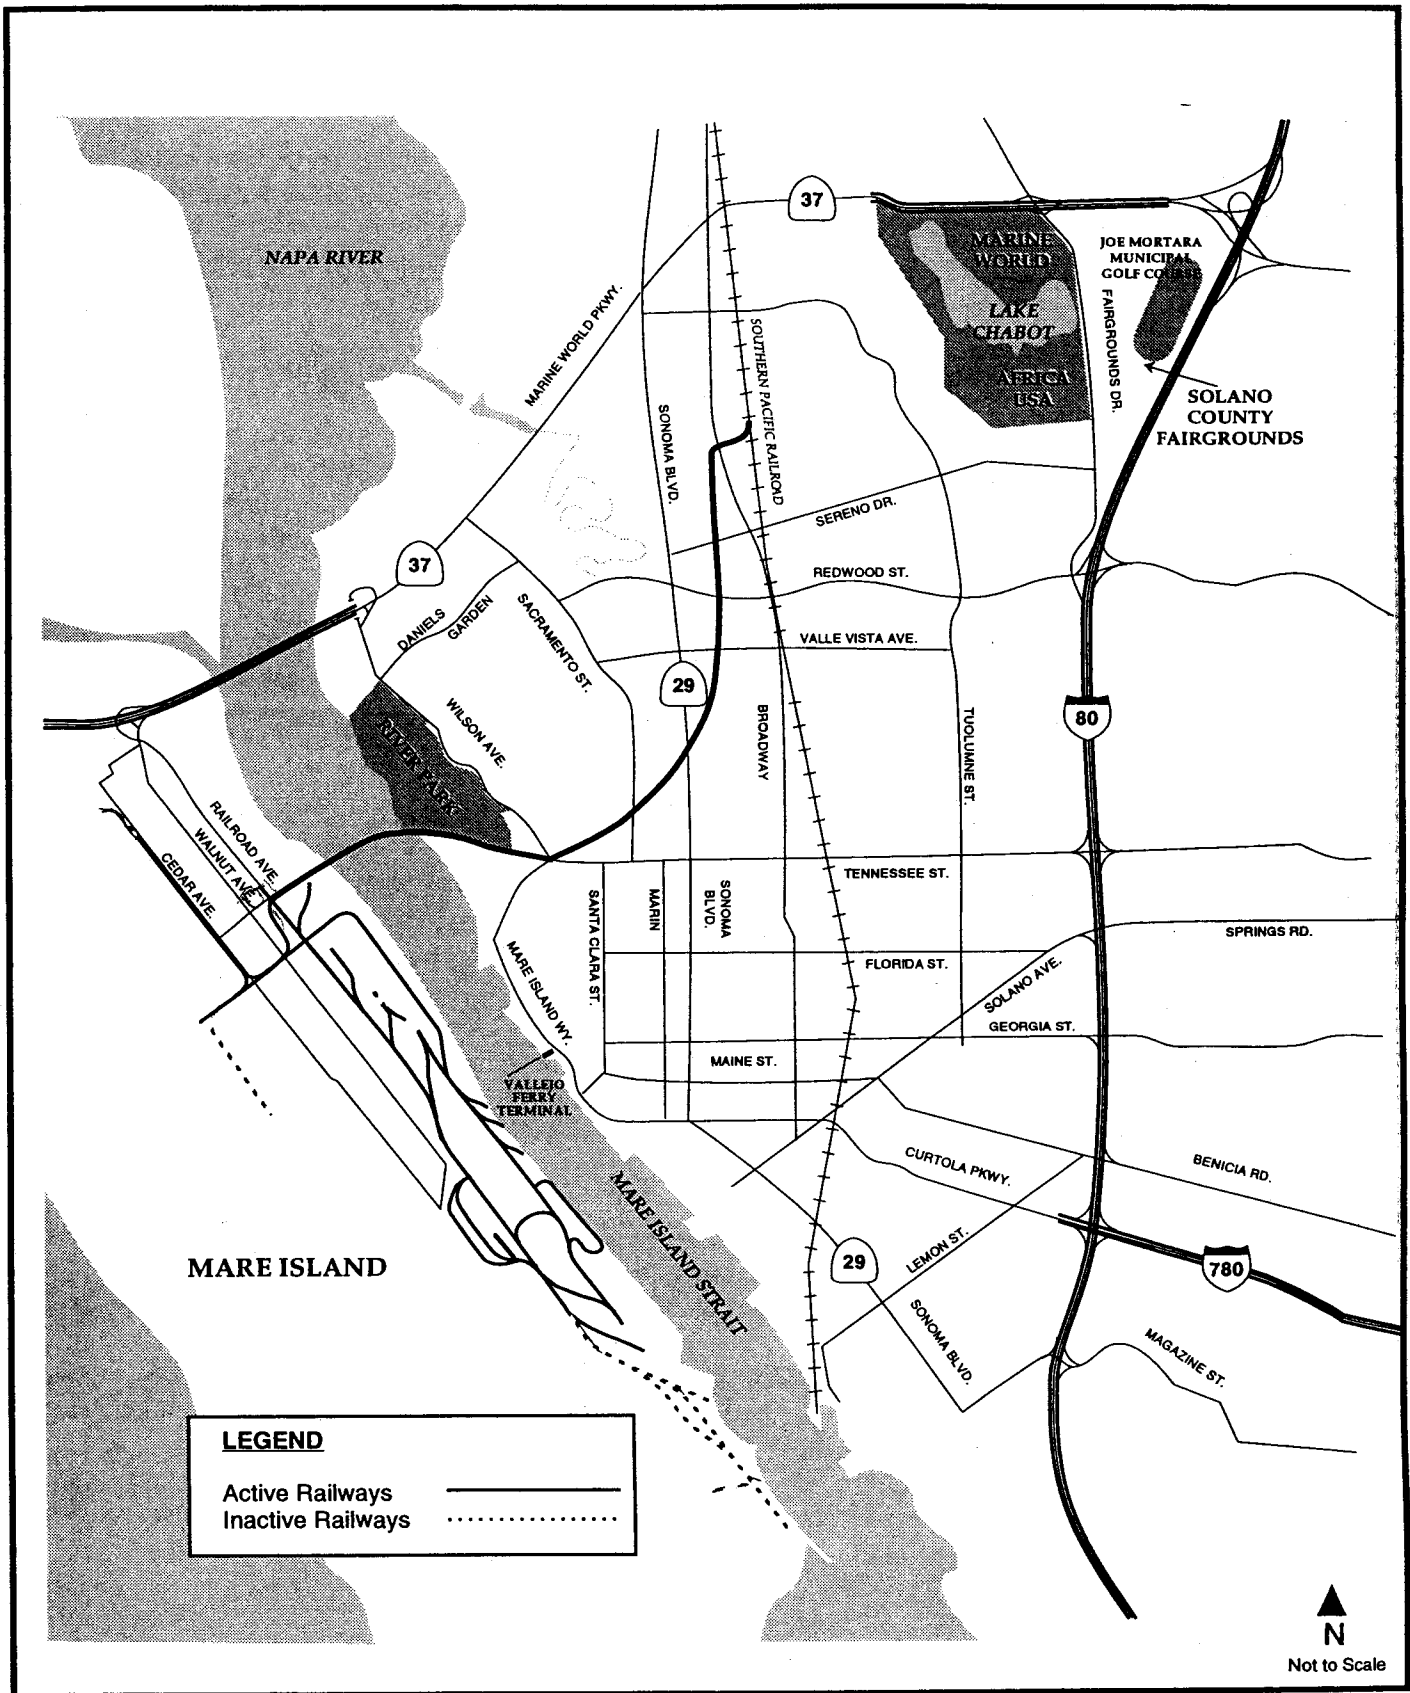 37
NAPA RIVER
MARINE
WORLD
JOE MORTARA
MUNICIPAL
GOLF COURSE
LAKE
CHABOT
AFRICA
USA
FAIRGROUNDS DR.
SOLANO
COUNTY
FAIRGROUNDS
MARINE WORLD PKWY.
SOUTHERN PACIFIC RAILROAD
SONOMA BLVD.
SERENO DR.
37
REDWOOD ST.
DANIELS
GARDEN
SACRAMENTO ST.
VALLE VISTA AVE.
29
80
WILSON AVE.
BROADWAY
TUOLUMNE ST.
RIVER PARK
RAILROAD AVE.
WALNUT AVE.
CEDAR AVE.
TENNESSEE ST.
SANTA CLARA ST.
MARIN
SONOMA
BLVD.
SPRINGS RD.
MARE ISLAND WY.
FLORIDA ST.
SOLANO AVE.
GEORGIA ST.
MAINE ST.
VALLEJO
FERRY
TERMINAL
CURTOLA PKWY.
BENICIA RD.
MARE ISLAND STRAIT
LEMON ST.
29
780
MARE ISLAND
SONOMA BLVD.
MAGAZINE ST.
LEGEND
Active Railways
Inactive Railways
N
Not to Scale